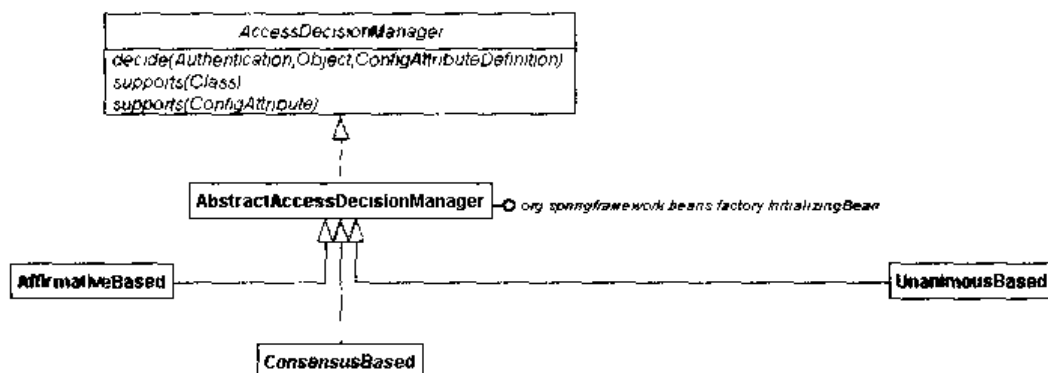 AccessDecisionManager
decide(Authentication,Object,ConfigAttributeDefinition)
supports(Class)
supports(ConfigAttribute)
AbstractAccessDecisionManager
org springframework beans factory InitializingBean
AffirmativeBased
UnanimousBased
ConsensusBased